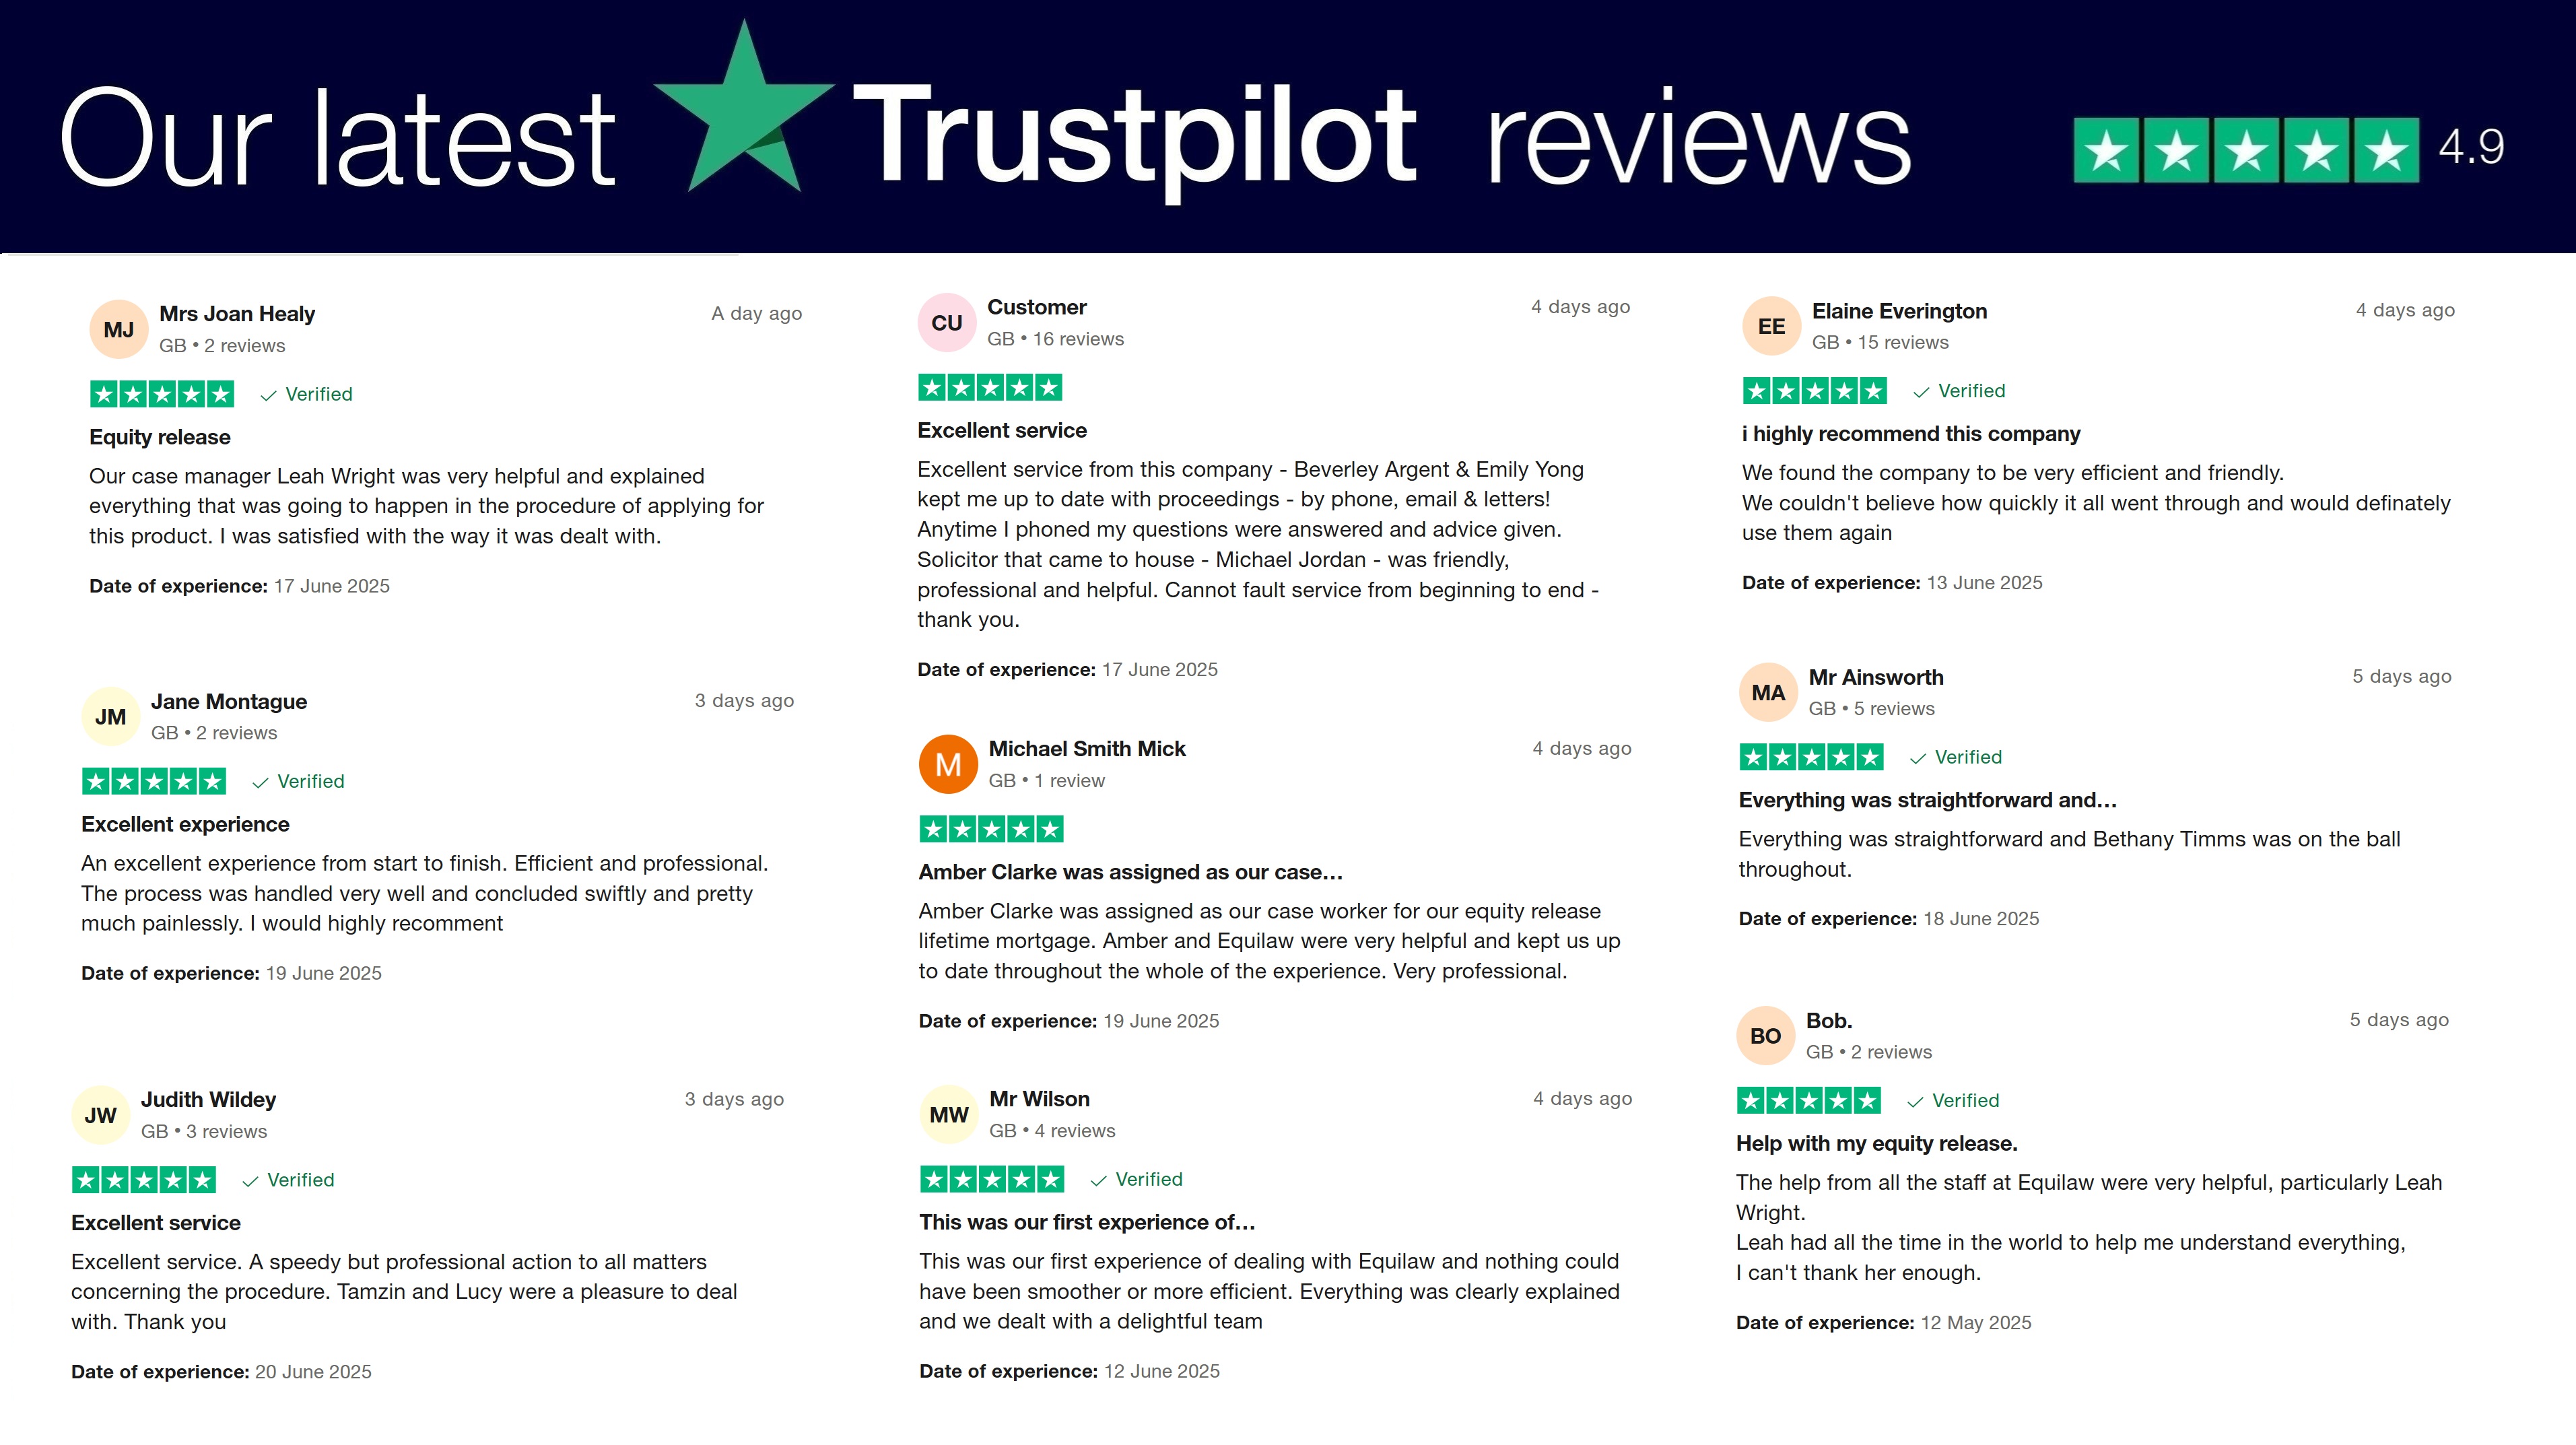 Our latest Trustpilot reviews 4.9
MJ
Mrs Joan Healy
A day ago
GB • 2 reviews
Verified
Equity release
Our case manager Leah Wright was very helpful and explained
everything that was going to happen in the procedure of applying for
this product. I was satisfied with the way it was dealt with.
Date of experience: 17 June 2025
JM
Jane Montague
3 days ago
GB • 2 reviews
Verified
Excellent experience
An excellent experience from start to finish. Efficient and professional.
The process was handled very well and concluded swiftly and pretty
much painlessly. I would highly recomment
Date of experience: 19 June 2025
JW
Judith Wildey
3 days ago
GB • 3 reviews
Verified
Excellent service
Excellent service. A speedy but professional action to all matters
concerning the procedure. Tamzin and Lucy were a pleasure to deal
with. Thank you
Date of experience: 20 June 2025
CU
Customer
4 days ago
GB • 16 reviews
Excellent service
Excellent service from this company - Beverley Argent & Emily Yong
kept me up to date with proceedings - by phone, email & letters!
Anytime I phoned my questions were answered and advice given.
Solicitor that came to house - Michael Jordan - was friendly,
professional and helpful. Cannot fault service from beginning to end -
thank you.
Date of experience: 17 June 2025
M
Michael Smith Mick
4 days ago
GB • 1 review
Amber Clarke was assigned as our case…
Amber Clarke was assigned as our case worker for our equity release
lifetime mortgage. Amber and Equilaw were very helpful and kept us up
to date throughout the whole of the experience. Very professional.
Date of experience: 19 June 2025
MW
Mr Wilson
4 days ago
GB • 4 reviews
Verified
This was our first experience of…
This was our first experience of dealing with Equilaw and nothing could
have been smoother or more efficient. Everything was clearly explained
and we dealt with a delightful team
Date of experience: 12 June 2025
EE
Elaine Everington
4 days ago
GB • 15 reviews
Verified
i highly recommend this company
We found the company to be very efficient and friendly.
We couldn't believe how quickly it all went through and would definately
use them again
Date of experience: 13 June 2025
MA
Mr Ainsworth
5 days ago
GB • 5 reviews
Verified
Everything was straightforward and…
Everything was straightforward and Bethany Timms was on the ball
throughout.
Date of experience: 18 June 2025
BO
Bob.
5 days ago
GB • 2 reviews
Verified
Help with my equity release.
The help from all the staff at Equilaw were very helpful, particularly Leah
Wright.
Leah had all the time in the world to help me understand everything,
I can't thank her enough.
Date of experience: 12 May 2025